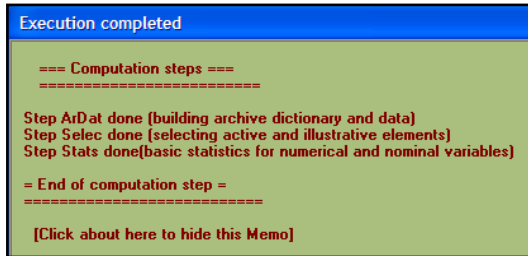 Execution completed
=== Computation steps ===
=========================
Step ArDat done (building archive dictionary and data)
Step Selec done (selecting active and illustrative elements)
Step Stats done(basic statistics for numerical and nominal variables)
= End of computation step =
===========================
[Click about here to hide this Memo]